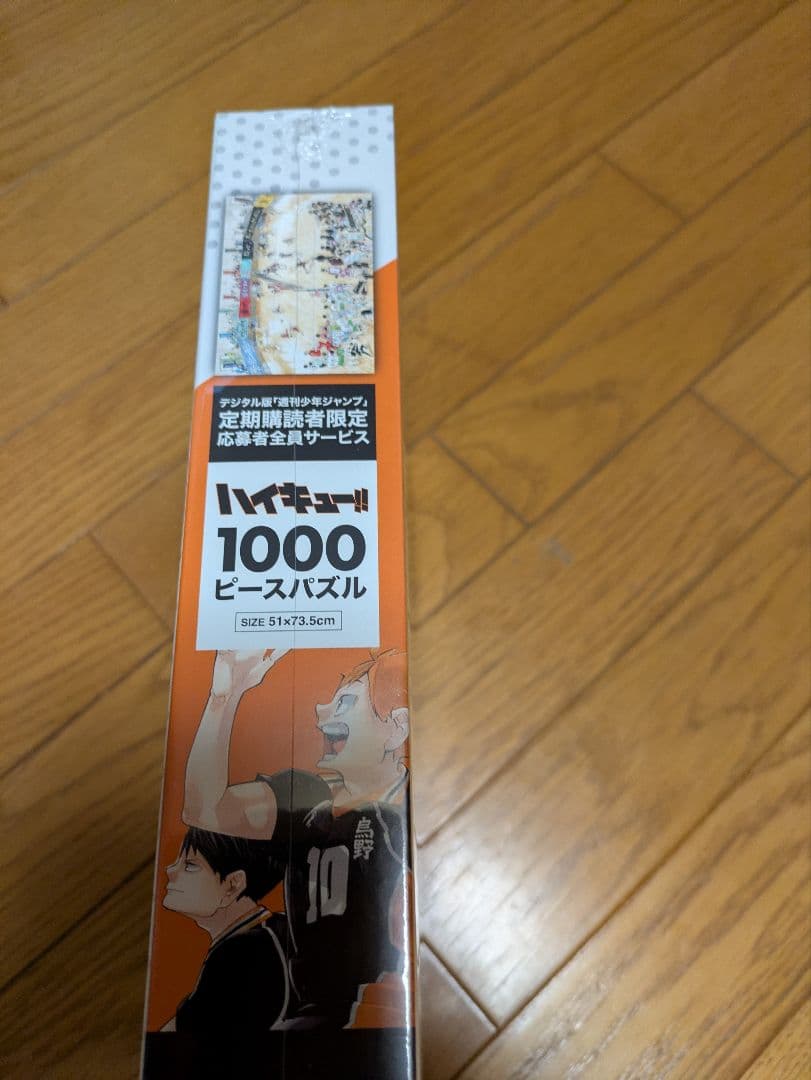 デジタル版「週刊少年ジャンプ」
定期購読者限定
応募者全員サービス
ハイキュー!!
1000
ピースパズル
SIZE 51×73.5cm
烏野
10